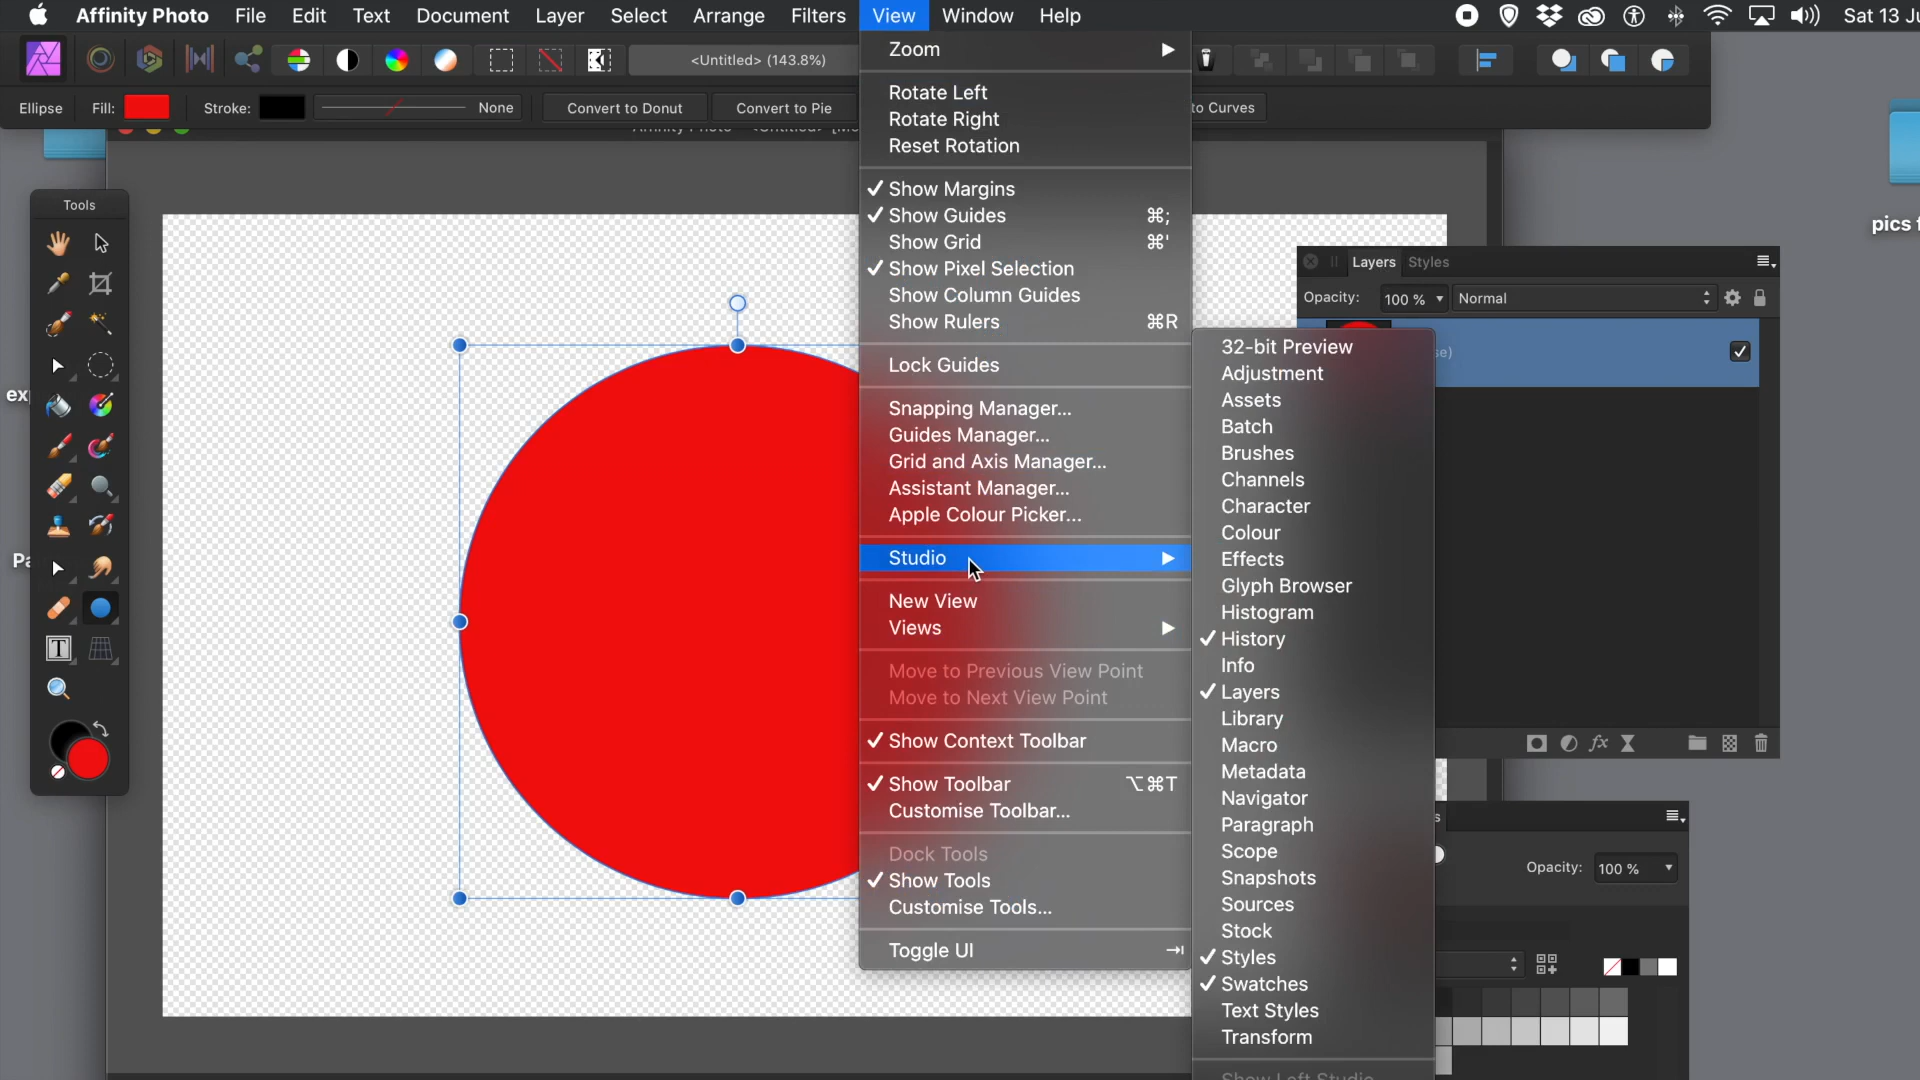 Affinity Photo File Edit Text Document Layer Select Arrange Filters View Window Help Sat 13
<Untitled> (143.8%)
Ellipse Fill: Stroke: None Convert to Donut Convert to Pie to Curves
Tools
T
Zoom
Rotate Left
Rotate Right
Reset Rotation
✓ Show Margins
✓ Show Guides ⌘;
Show Grid ⌘'
✓ Show Pixel Selection
Show Column Guides
Show Rulers ⌘R
Lock Guides
Snapping Manager...
Guides Manager...
Grid and Axis Manager...
Assistant Manager...
Apple Colour Picker...
Studio
New View
Views
Move to Previous View Point
Move to Next View Point
✓ Show Context Toolbar
✓ Show Toolbar ⌥⌘T
Customise Toolbar...
Dock Tools
✓ Show Tools
Customise Tools...
Toggle UI ⇥
32-bit Preview
Adjustment
Assets
Batch
Brushes
Channels
Character
Colour
Effects
Glyph Browser
Histogram
✓ History
Info
✓ Layers
Library
Macro
Metadata
Navigator
Paragraph
Scope
Snapshots
Sources
Stock
✓ Styles
✓ Swatches
Text Styles
Transform
Show Left Studio
Layers Styles
Opacity: 100 % Normal
se)
fx
s
Opacity: 100 %
pics f
exp
Pa